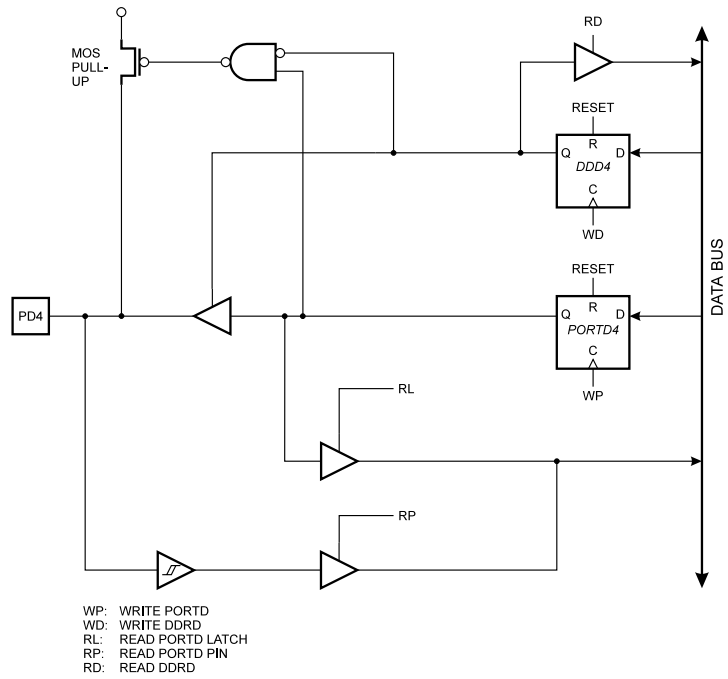 RD
MOS
PULL-
UP
RESET
R
Q
D
DDD4
C
WD
DATA BUS
RESET
R
Q
D
PD4
PORTD4
C
WP
RL
RP
WP: WRITE PORTD
WD: WRITE DDRD
RL: READ PORTD LATCH
RP: READ PORTD PIN
RD: READ DDRD